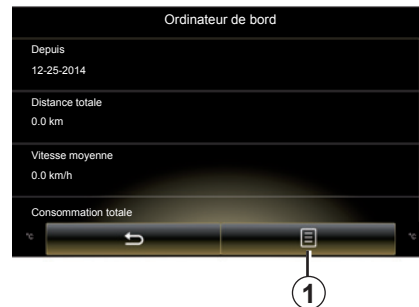 Ordinateur de bord
Depuis
12-25-2014
Distance totale
0.0 km
Vitesse moyenne
0.0 km/h
Consommation totale
°C
°C
1